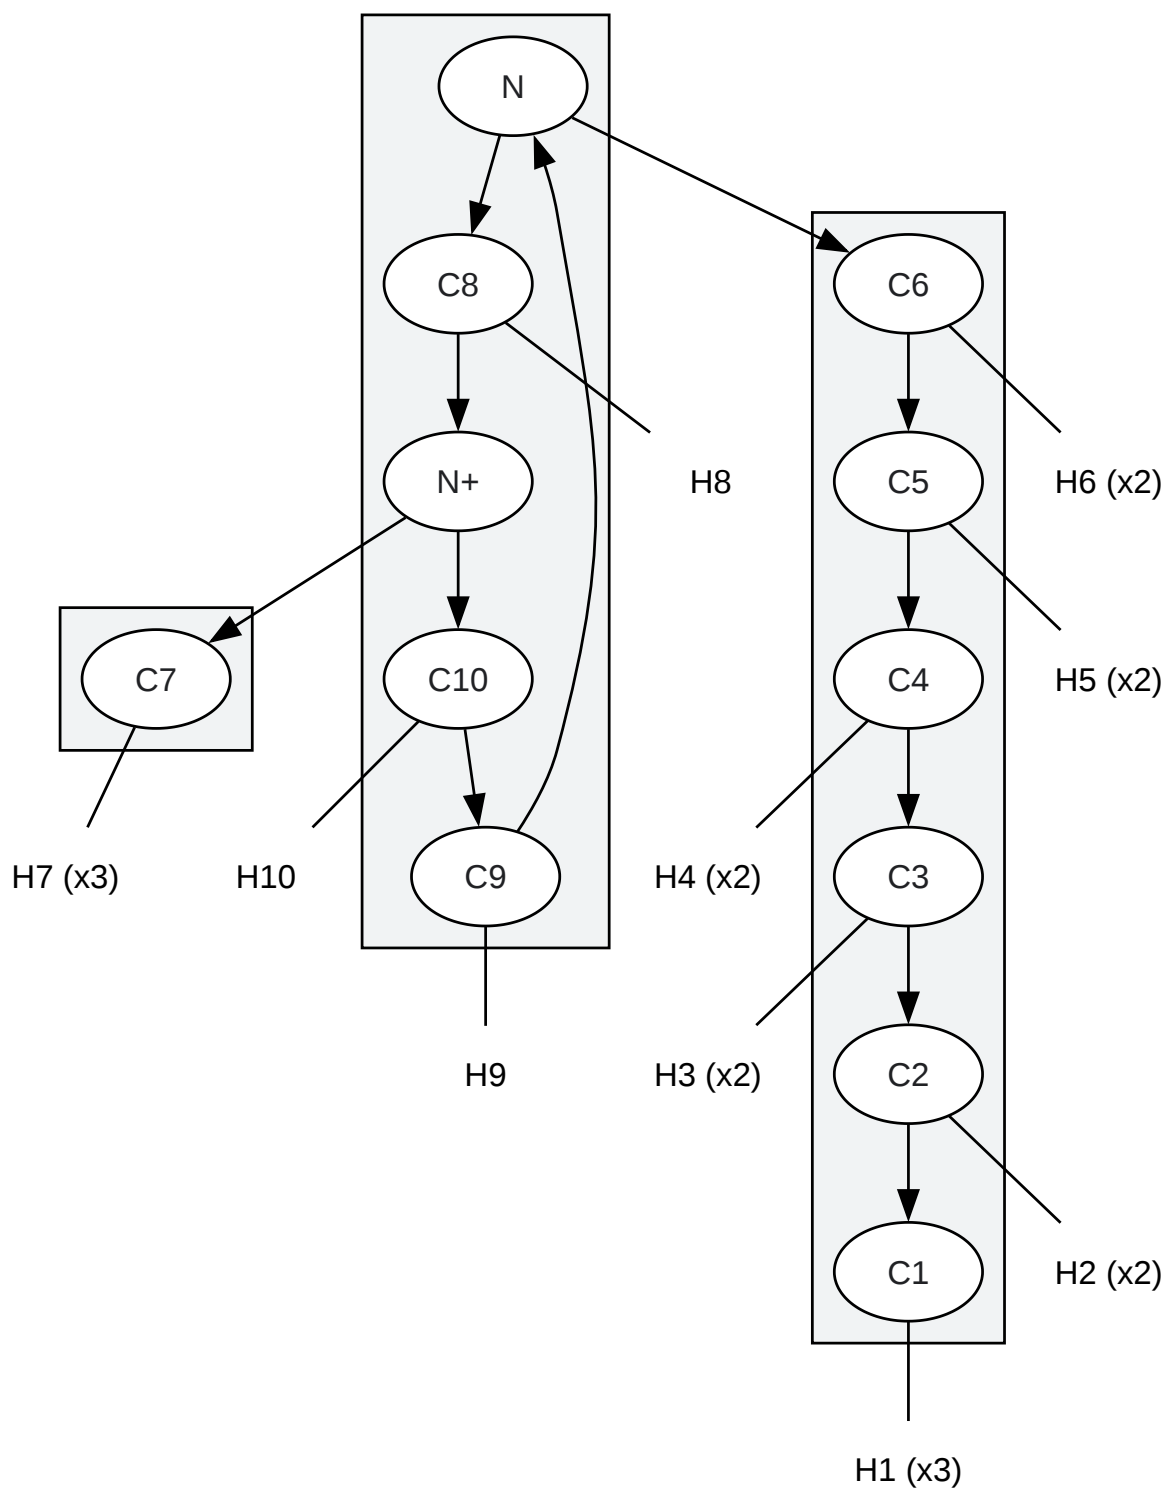 N
C8
C6
N+
H8
C5
H6 (x2)
C7
C10
C4
H5 (x2)
H7 (x3)
H10
C9
H4 (x2)
C3
H9
H3 (x2)
C2
C1
H2 (x2)
H1 (x3)